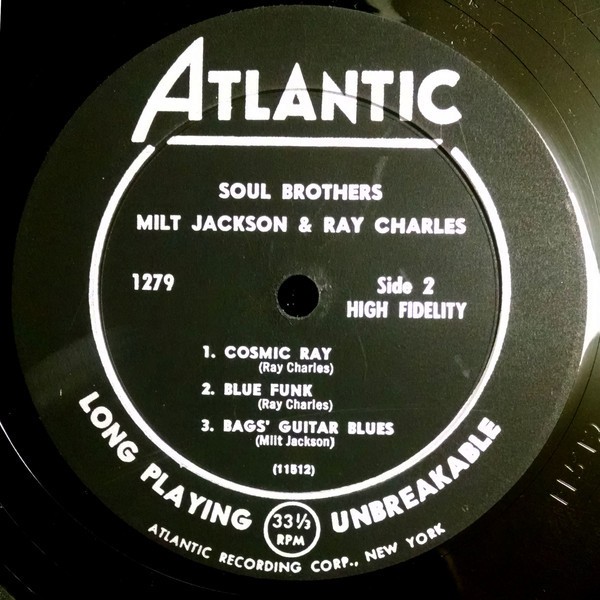 ATLANTIC
SOUL BROTHERS
MILT JACKSON & RAY CHARLES
1279
Side 2
HIGH FIDELITY
1. COSMIC RAY
(Ray Charles)
2. BLUE FUNK
(Ray Charles)
3. BAGS' GUITAR BLUES
(Milt Jackson)
(11512)
LONG PLAYING 33⅓ RPM UNBREAKABLE
ATLANTIC RECORDING CORP., NEW YORK